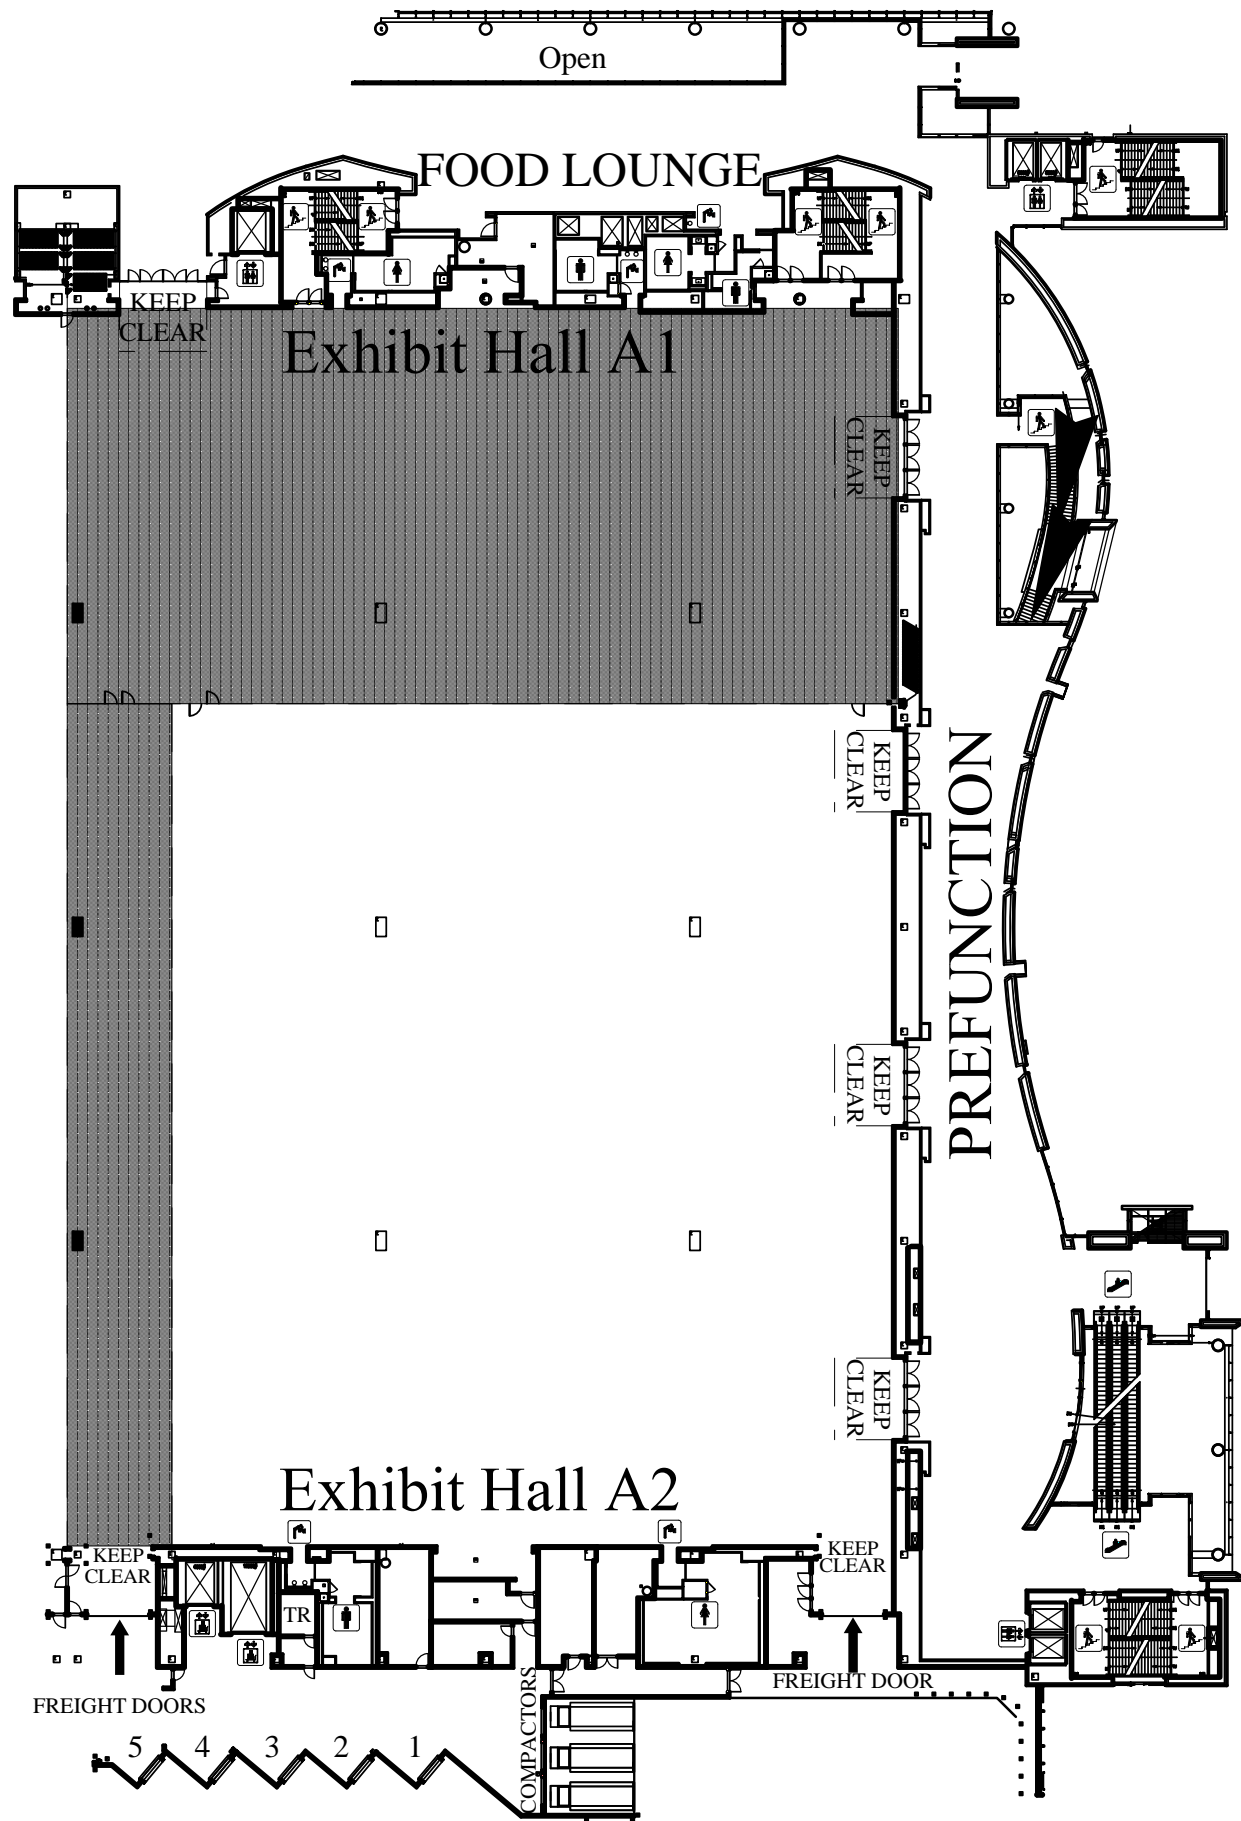 Open
FOOD LOUNGE
KEEP
CLEAR
Exhibit Hall A1
KEEP
CLEAR
KEEP
CLEAR
PREFUNCTION
KEEP
CLEAR
KEEP
CLEAR
Exhibit Hall A2
KEEP
CLEAR
KEEP
CLEAR
TR
FREIGHT DOORS
FREIGHT DOOR
COMPACTORS
5 4 3 2 1